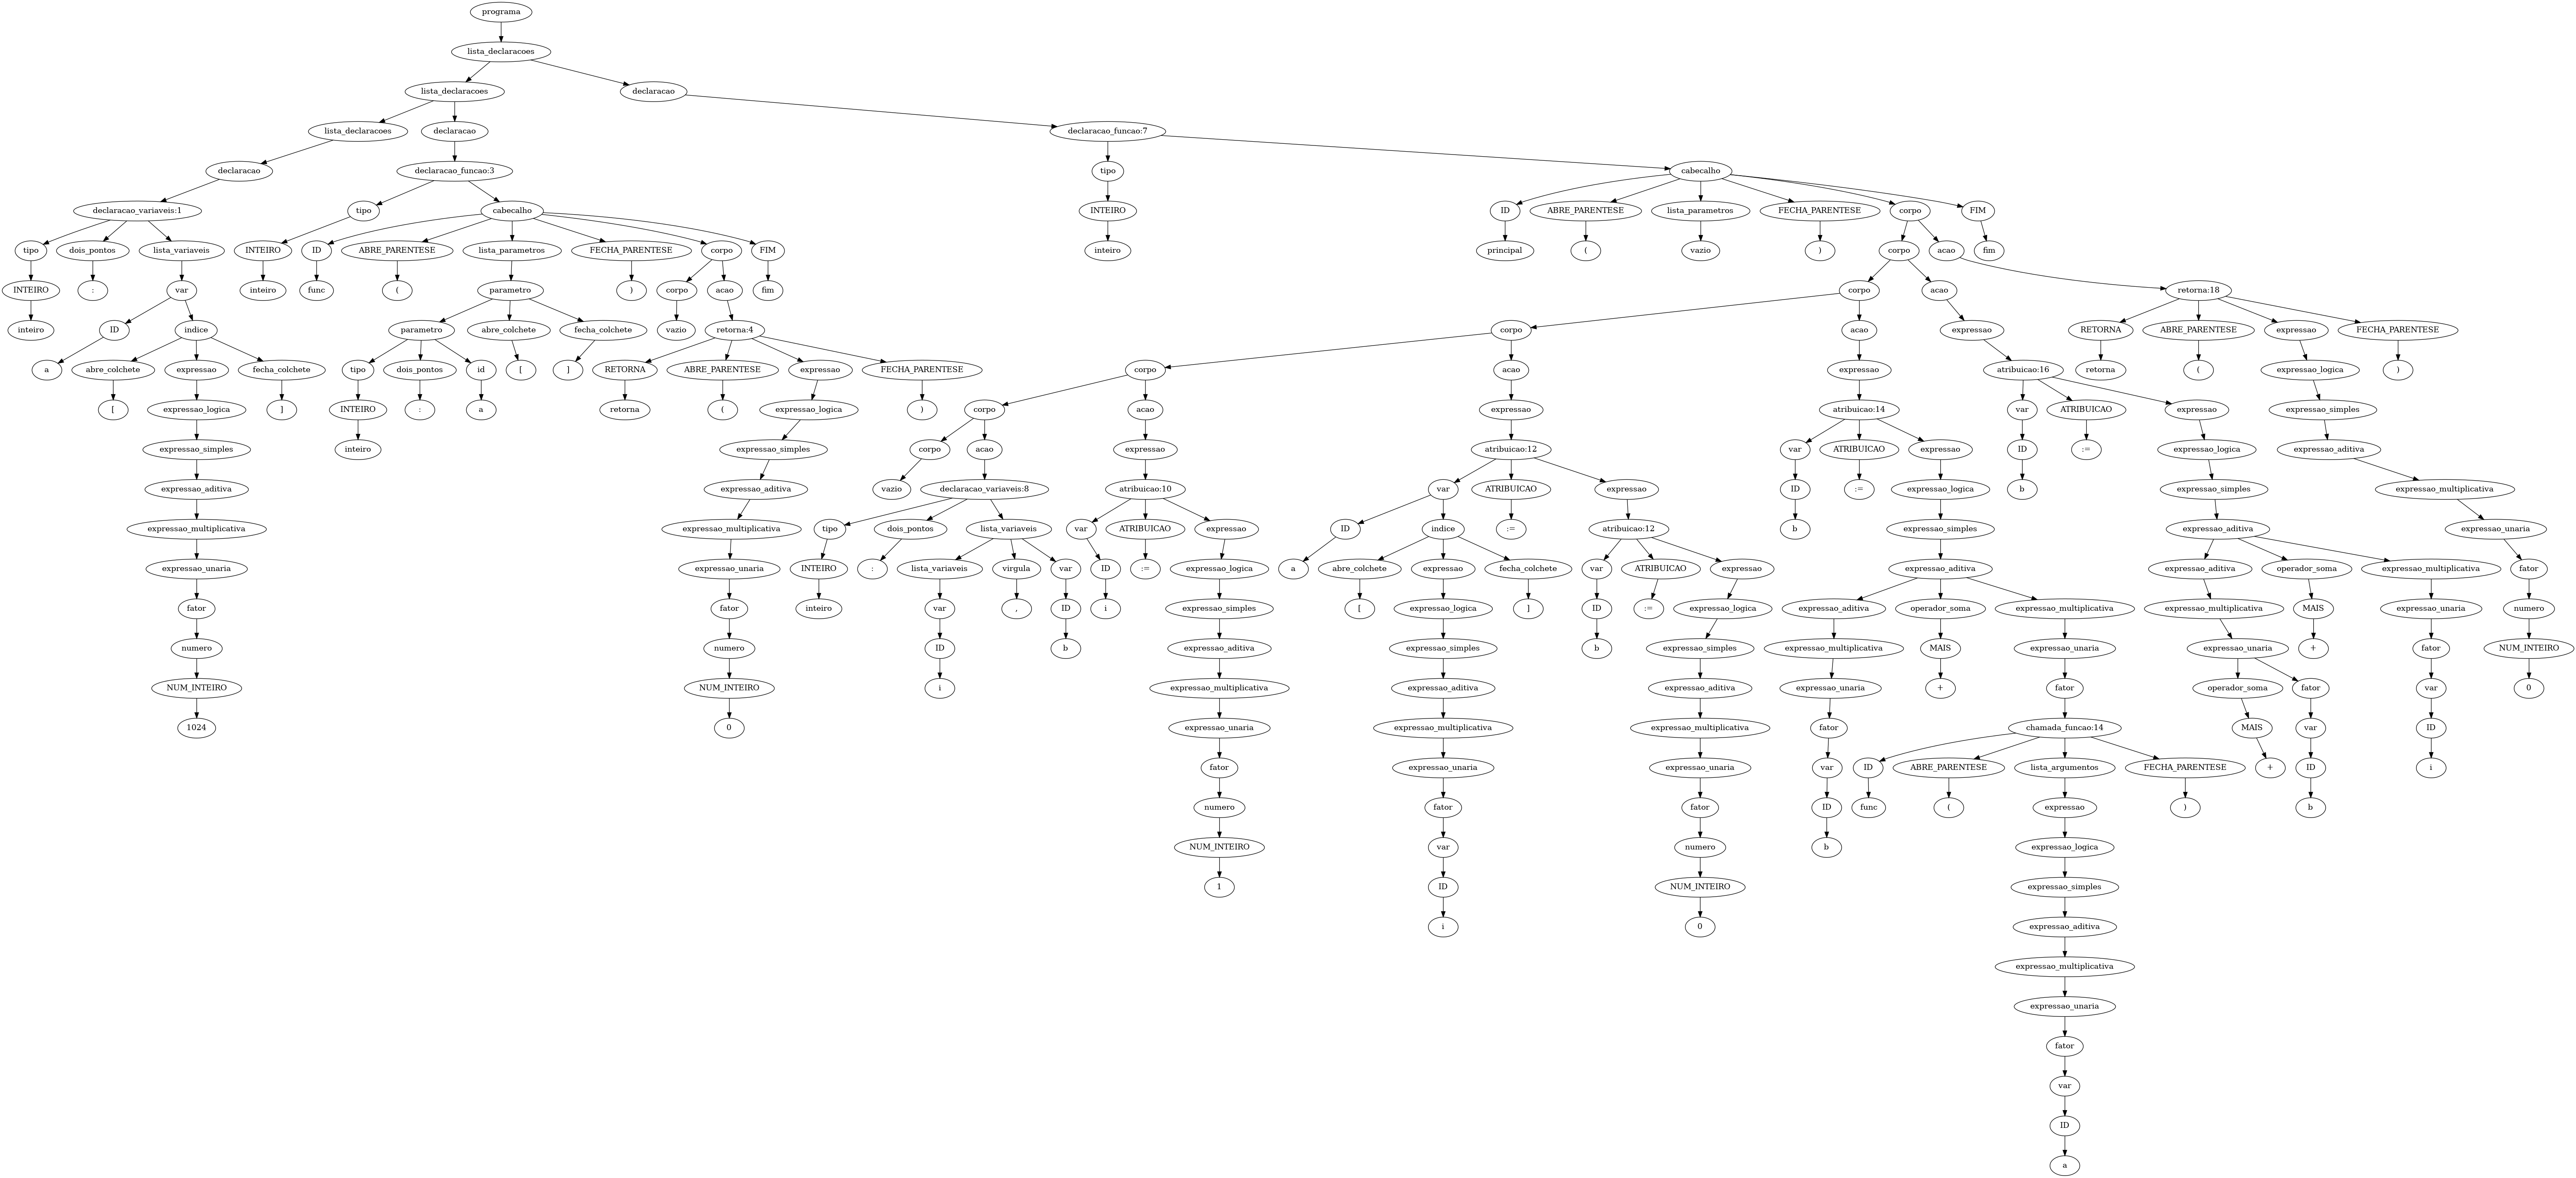 programa
lista_declaracoes
lista_declaracoes declaracao
lista_declaracoes declaracao declaracao_funcao:7
declaracao declaracao_funcao:3 tipo cabecalho
declaracao_variaveis:1 tipo cabecalho INTEIRO ID ABRE_PARENTESE lista_parametros FECHA_PARENTESE corpo FIM
tipo dois_pontos lista_variaveis INTEIRO ID ABRE_PARENTESE lista_parametros FECHA_PARENTESE corpo FIM inteiro principal ( vazio ) corpo acao fim
INTEIRO : var inteiro func ( parametro ) corpo acao fim corpo acao retorna:18
inteiro ID indice parametro abre_colchete fecha_colchete vazio retorna:4 corpo acao expressao RETORNA ABRE_PARENTESE expressao FECHA_PARENTESE
a abre_colchete expressao fecha_colchete tipo dois_pontos id [ ] RETORNA ABRE_PARENTESE expressao FECHA_PARENTESE corpo acao expressao atribuicao:16 retorna ( expressao_logica )
[ expressao_logica ] INTEIRO : a retorna ( expressao_logica ) corpo acao expressao atribuicao:14 var ATRIBUICAO expressao expressao_simples
expressao_simples inteiro expressao_simples corpo acao expressao atribuicao:12 var ATRIBUICAO expressao ID := expressao_logica expressao_aditiva
expressao_aditiva expressao_aditiva vazio declaracao_variaveis:8 atribuicao:10 var ATRIBUICAO expressao ID := expressao_logica b expressao_simples expressao_multiplicativa
expressao_multiplicativa expressao_multiplicativa tipo dois_pontos lista_variaveis var ATRIBUICAO expressao ID indice := atribuicao:12 b expressao_simples expressao_aditiva expressao_unaria
expressao_unaria expressao_unaria INTEIRO : lista_variaveis virgula var ID := expressao_logica a abre_colchete expressao fecha_colchete var ATRIBUICAO expressao expressao_aditiva expressao_aditiva operador_soma expressao_multiplicativa fator
fator fator inteiro var , ID i expressao_simples [ expressao_logica ] ID := expressao_logica expressao_aditiva operador_soma expressao_multiplicativa expressao_multiplicativa MAIS expressao_unaria numero
numero numero ID b expressao_aditiva expressao_simples b expressao_simples expressao_multiplicativa MAIS expressao_unaria expressao_unaria + fator NUM_INTEIRO
NUM_INTEIRO NUM_INTEIRO i expressao_multiplicativa expressao_aditiva expressao_aditiva expressao_unaria + fator operador_soma fator var 0
1024 0 expressao_unaria expressao_multiplicativa expressao_multiplicativa fator chamada_funcao:14 MAIS var ID
fator expressao_unaria expressao_unaria var ID ABRE_PARENTESE lista_argumentos FECHA_PARENTESE + ID i
numero fator fator ID func ( expressao ) b
NUM_INTEIRO var numero b expressao_logica
1 ID NUM_INTEIRO expressao_simples
i 0 expressao_aditiva
expressao_multiplicativa
expressao_unaria
fator
var
ID
a